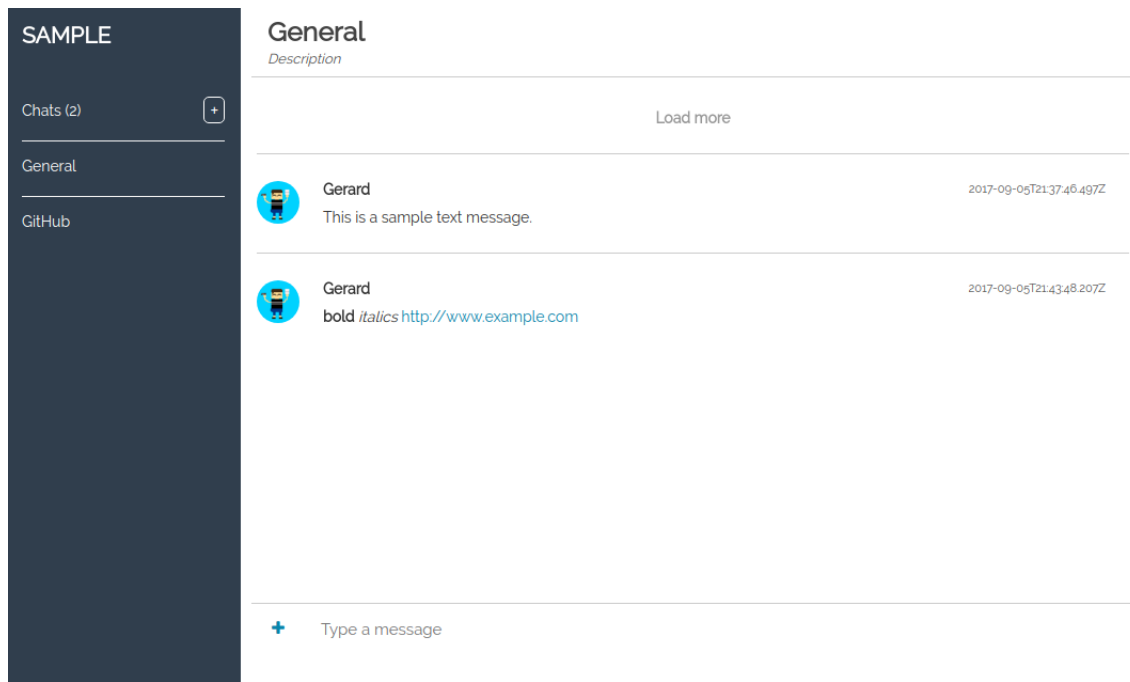 SAMPLE
Chats (2)
+
General
GitHub
General
Description
Load more
Gerard
2017-09-05T21:37:46.497Z
This is a sample text message.
Gerard
2017-09-05T21:43:48.207Z
bold italics http://www.example.com
+
Type a message